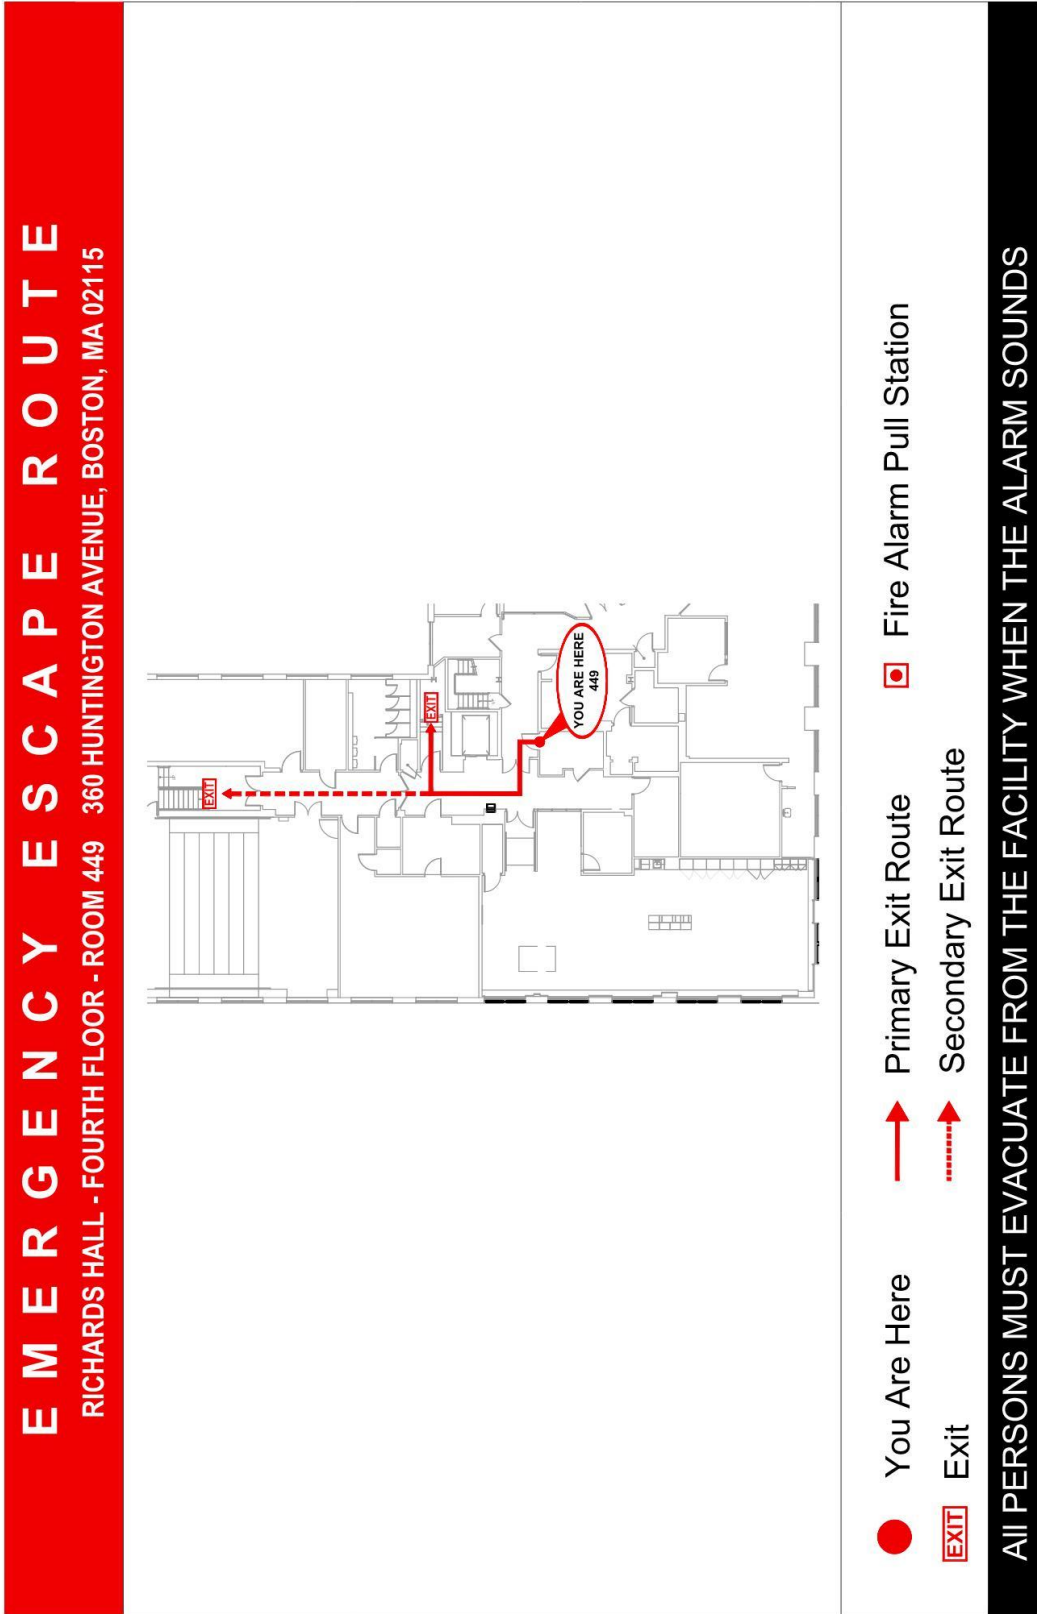 EMERGENCY ESCAPE ROUTE
RICHARDS HALL - FOURTH FLOOR - ROOM 449 360 HUNTINGTON AVENUE, BOSTON, MA 02115
EXIT
EXIT
YOU ARE HERE
449
You Are Here
Primary Exit Route
Fire Alarm Pull Station
EXIT Exit
Secondary Exit Route
All PERSONS MUST EVACUATE FROM THE FACILITY WHEN THE ALARM SOUNDS